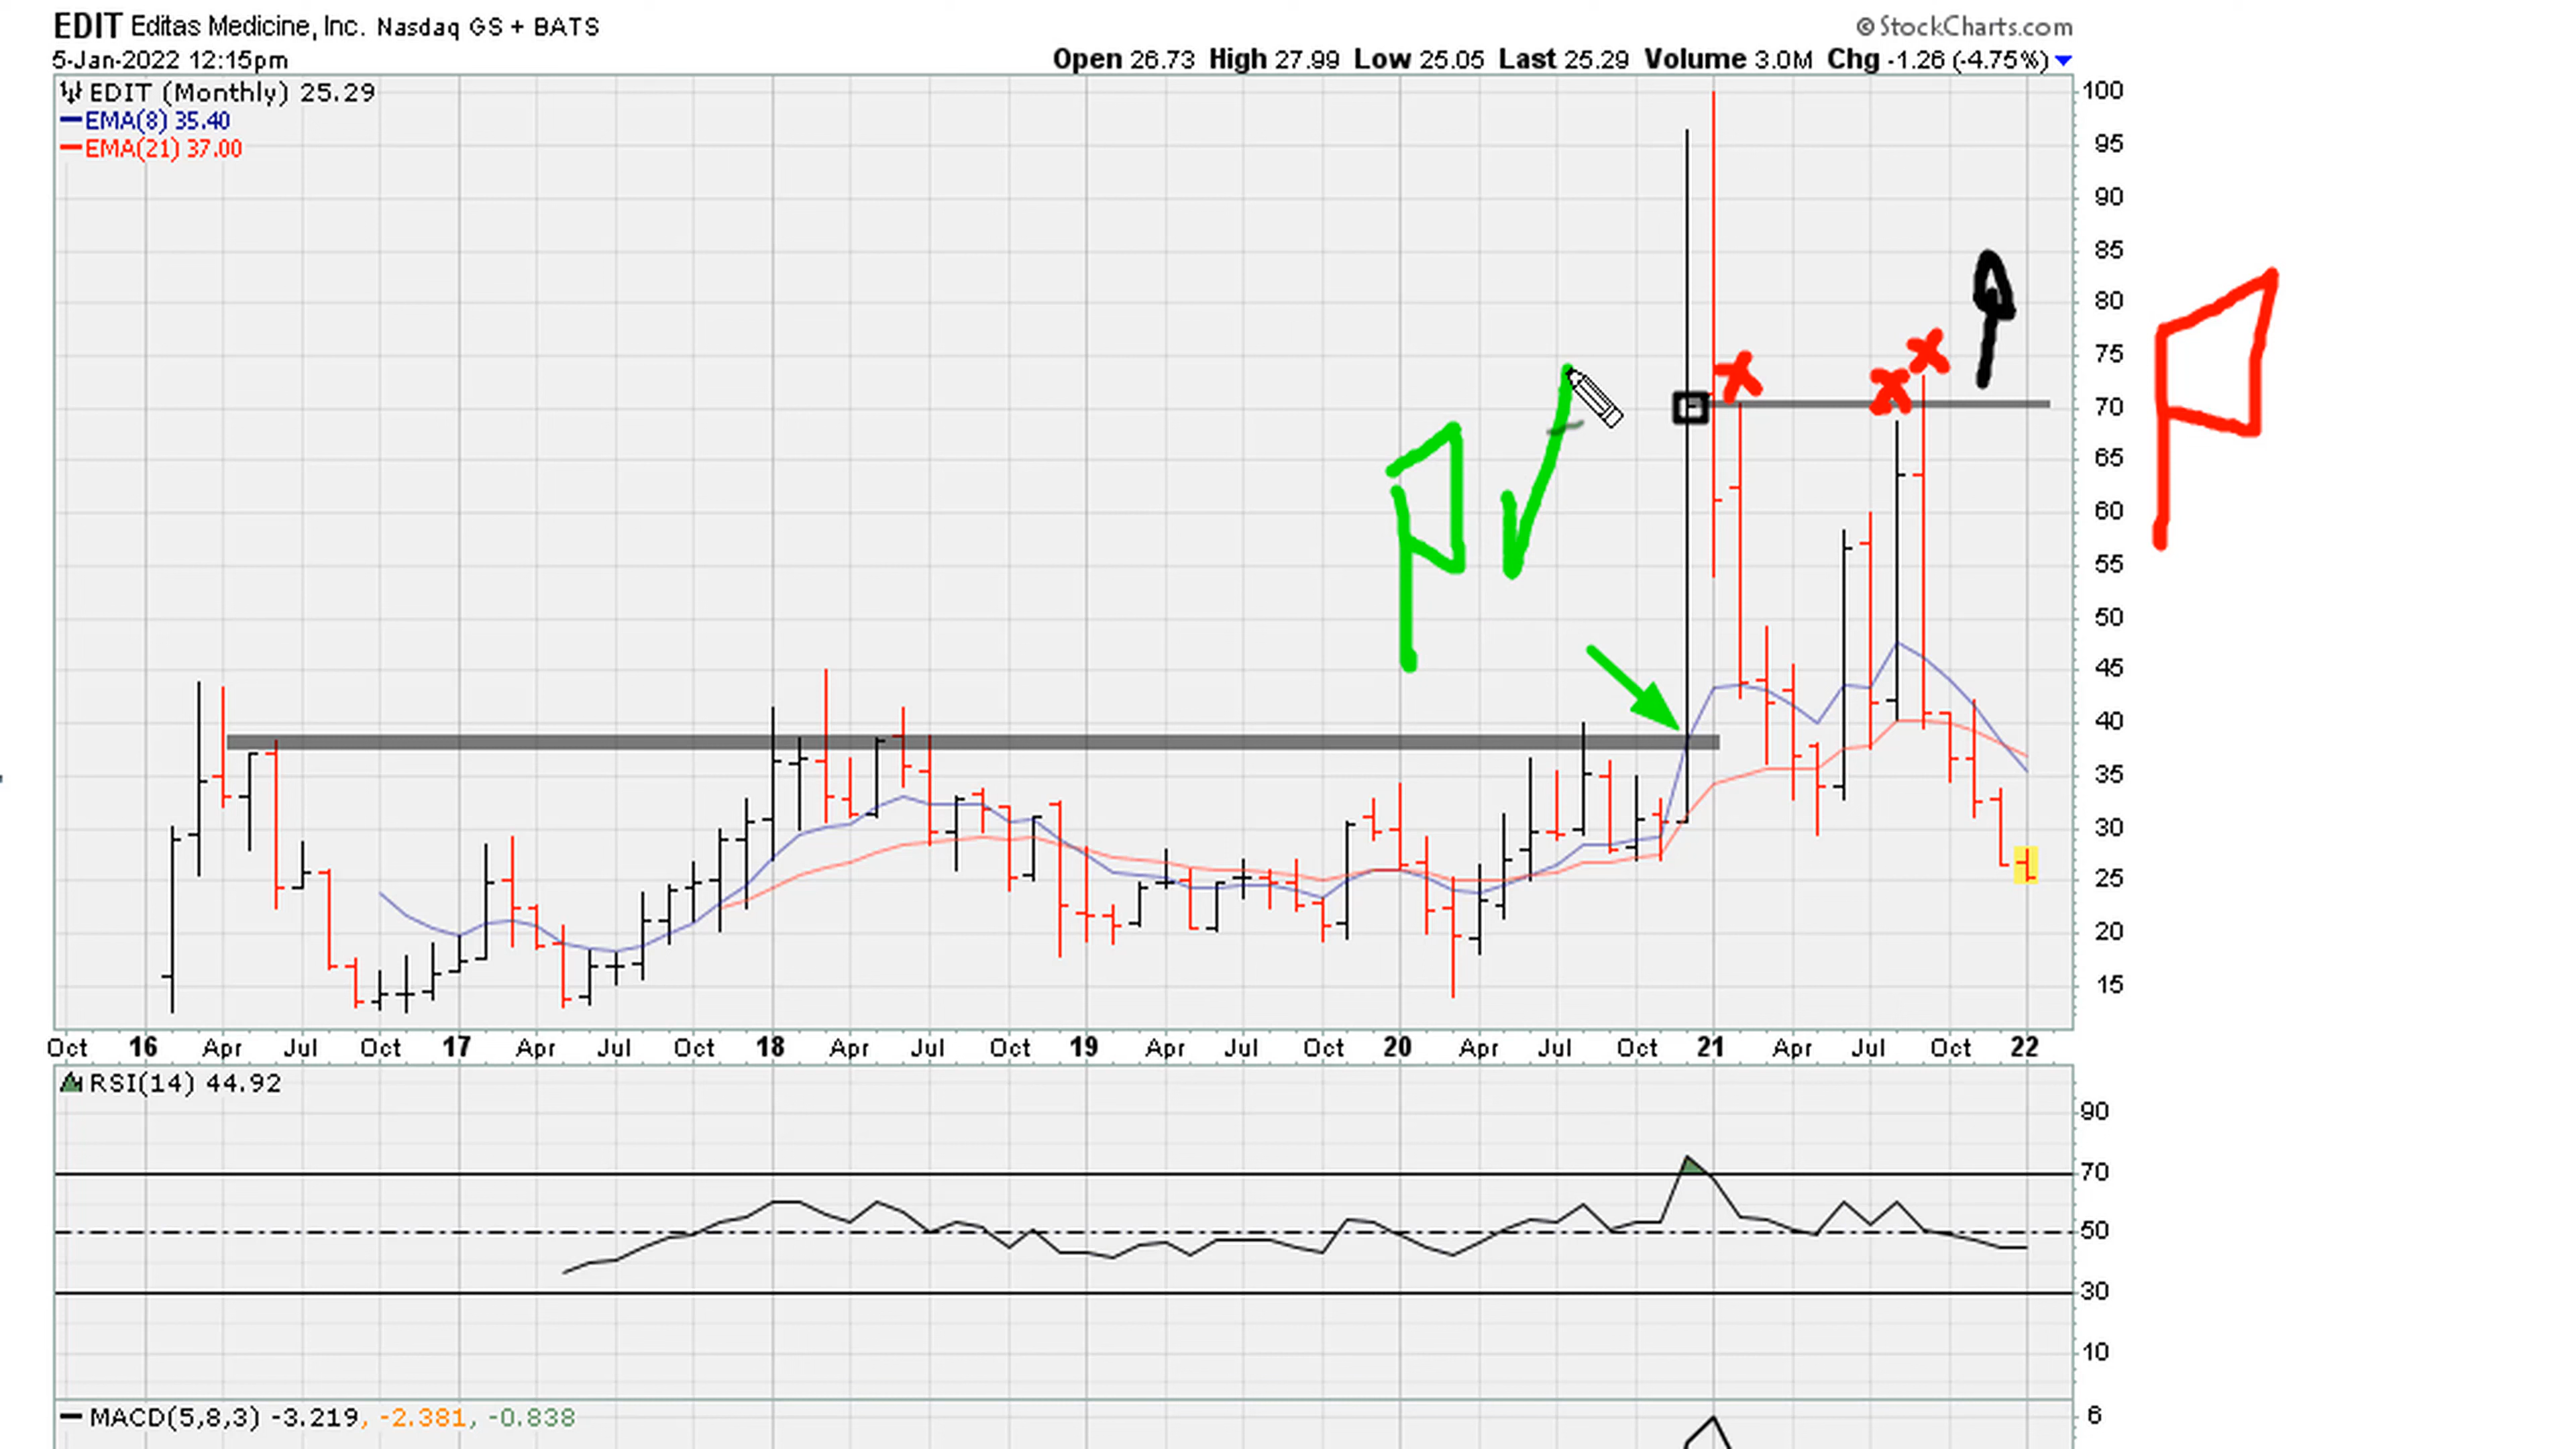 EDIT Editas Medicine, Inc. Nasdaq GS + BATS
© StockCharts.com
5-Jan-2022 12:15pm
Open 26.73 High 27.99 Low 25.05 Last 25.29 Volume 3.0M Chg -1.26 (-4.75%)
EDIT (Monthly) 25.29
EMA(8) 35.40
EMA(21) 37.00
100
95
90
85
80
75
70
65
60
55
50
45
40
35
30
25
20
15
Oct 16 Apr Jul Oct 17 Apr Jul Oct 18 Apr Jul Oct 19 Apr Jul Oct 20 Apr Jul Oct 21 Apr Jul Oct 22
RSI(14) 44.92
90
70
50
30
10
MACD(5,8,3) -3.219, -2.381, -0.838
6